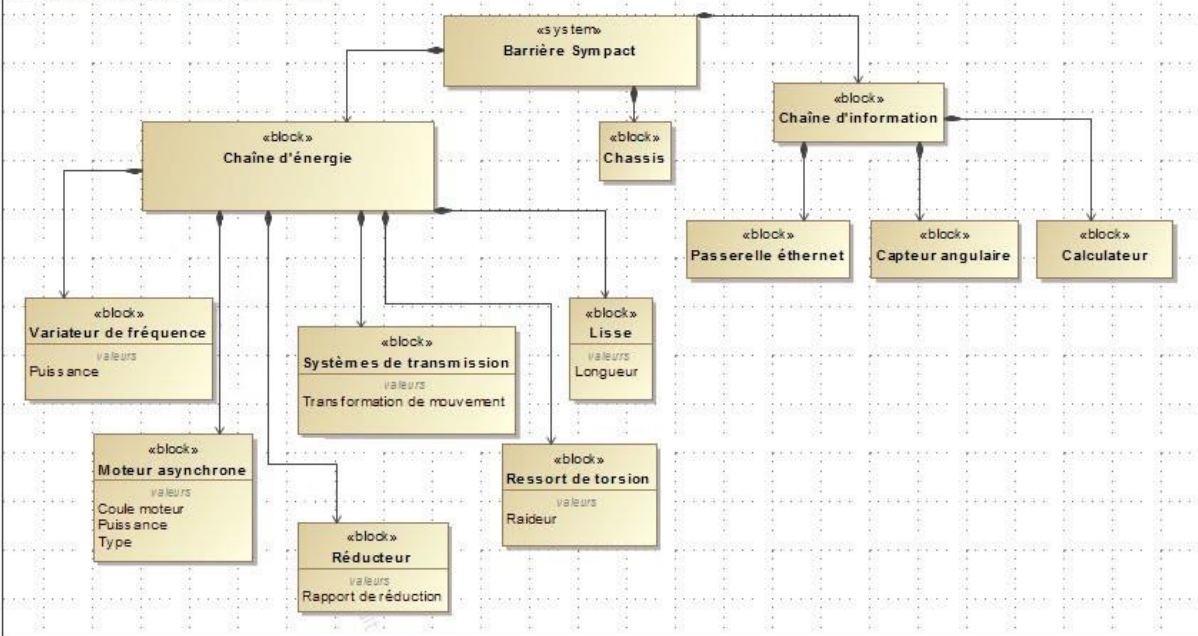 «system»
Barrière Sympact
«block»
Chaîne d'énergie
«block»
Chassis
«block»
Chaîne d'information
«block»
Passerelle éthernet
«block»
Capteur angulaire
«block»
Calculateur
«block»
Variateur de fréquence
valeurs
Puissance
«block»
Systèmes de transmission
valeurs
Transformation de mouvement
«block»
Lisse
valeurs
Longueur
«block»
Moteur asynchrone
valeurs
Coule moteur
Puissance
Type
«block»
Ressort de torsion
valeurs
Raideur
«block»
Réducteur
valeurs
Rapport de réduction